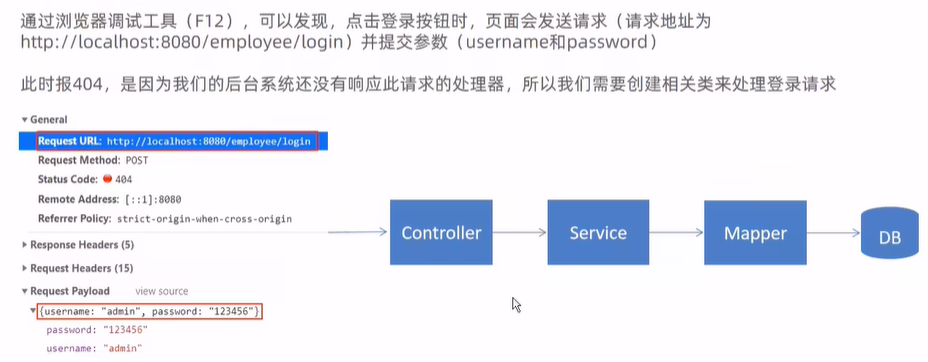 通过浏览器调试工具（F12），可以发现，点击登录按钮时，页面会发送请求（请求地址为
http://localhost:8080/employee/login）并提交参数（username和password）
此时报404，是因为我们的后台系统还没有响应此请求的处理器，所以我们需要创建相关类来处理登录请求
General
Request URL: http://localhost:8080/employee/login
Request Method: POST
Status Code: 404
Remote Address: [::1]:8080
Referrer Policy: strict-origin-when-cross-origin
Response Headers (5)
Request Headers (15)
Request Payload view source
{username: "admin", password: "123456"}
password: "123456"
username: "admin"
Controller
Service
Mapper
DB